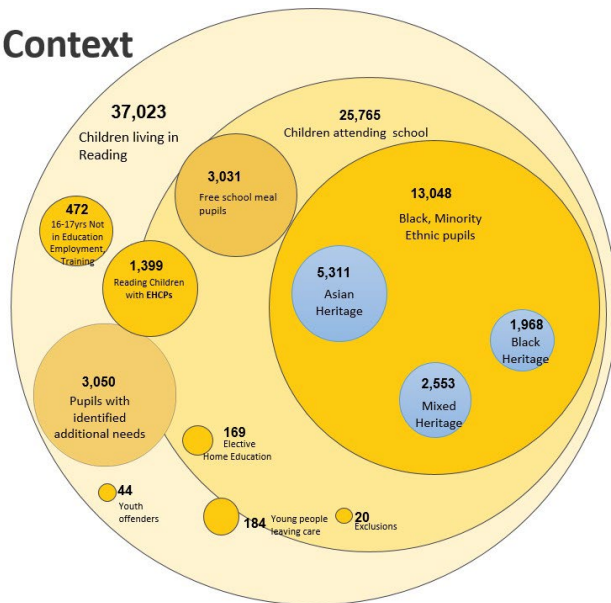 Context
37,023
Children living in
Reading
25,765
Children attending school
3,031
Free school meal
pupils
13,048
Black, Minority
Ethnic pupils
472
16-17yrs Not
in Education
Employment,
Training
1,399
Reading Children
with EHCPs
5,311
Asian
Heritage
1,968
Black
Heritage
2,553
Mixed
Heritage
3,050
Pupils with
identified
additional needs
169
Elective
Home Education
44
Youth
offenders
184 Young people
leaving care
20
Exclusions